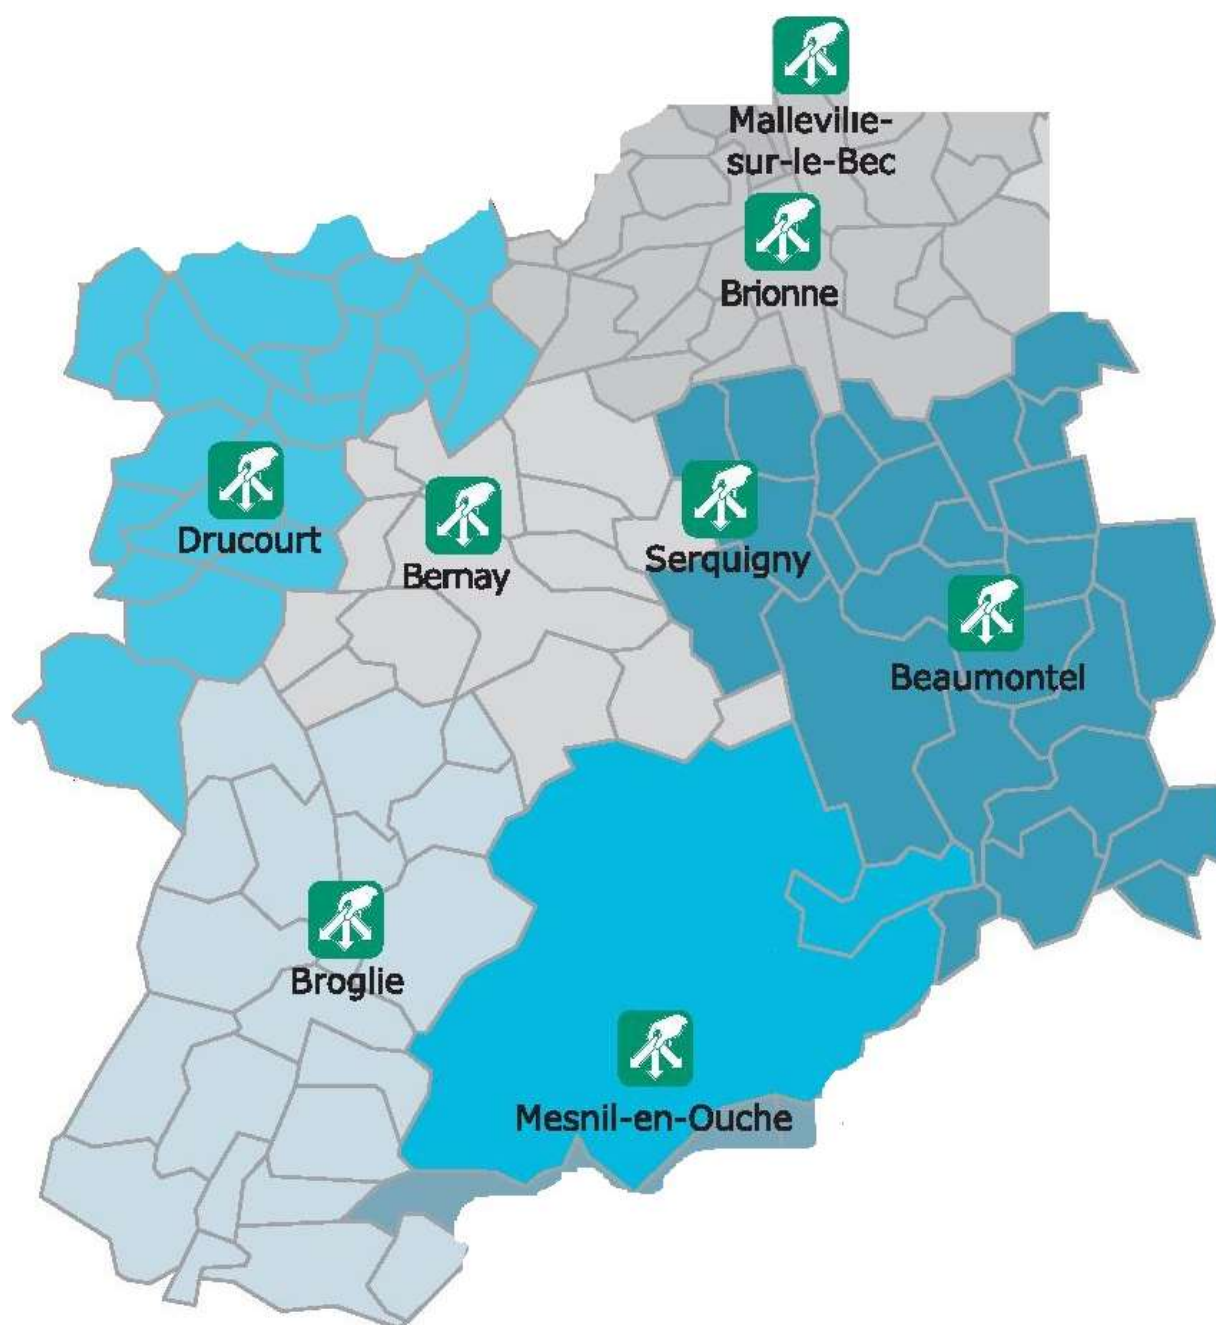 Malleville-
sur-le-Bec
Brionne
Drucourt
Bernay
Serquigny
Beaumontel
Broglie
Mesnil-en-Ouche